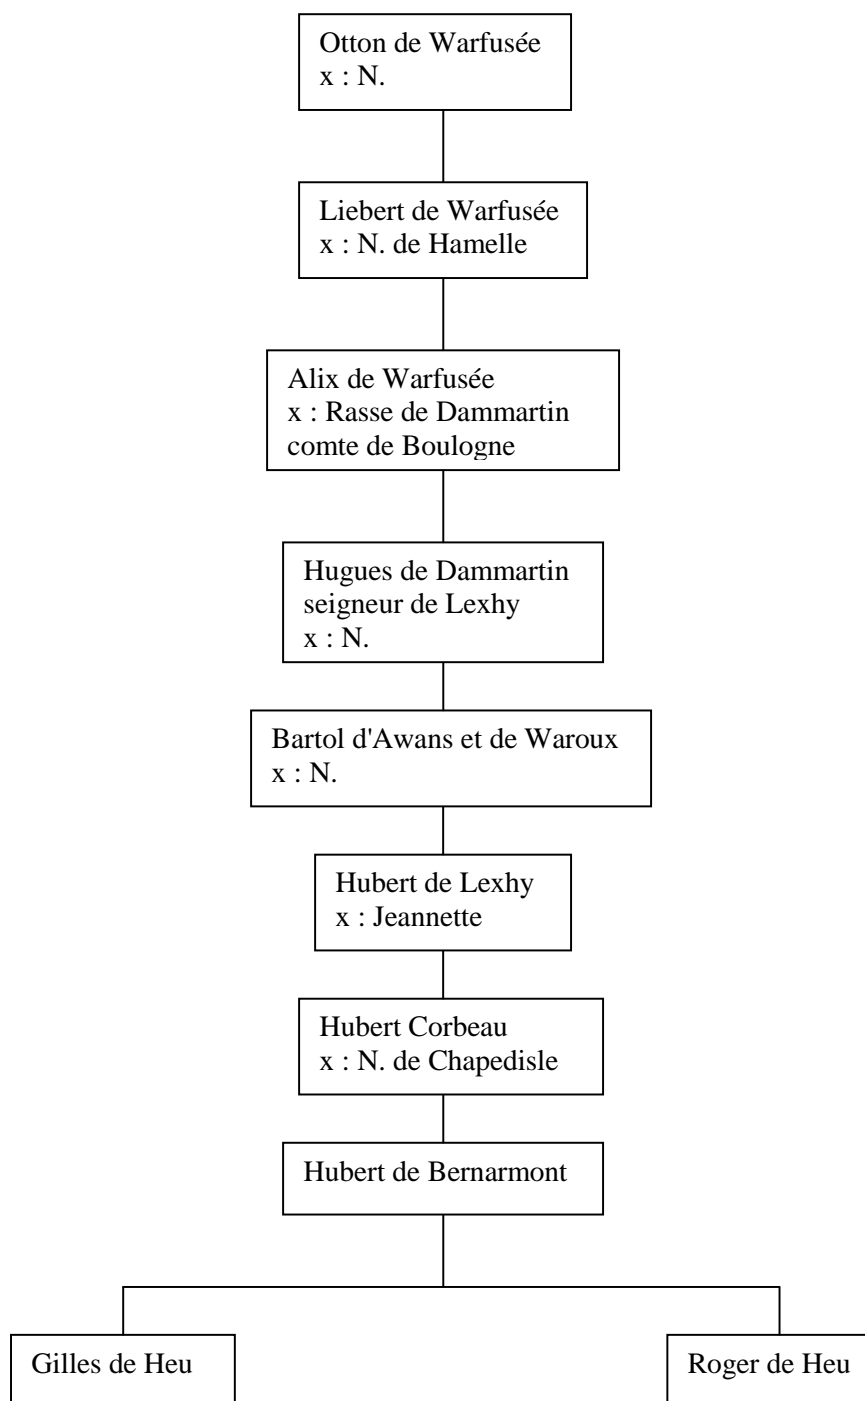 Otton de Warfusée
x : N.
Liebert de Warfusée
x : N. de Hamelle
Alix de Warfusée
x : Rasse de Dammartin
comte de Boulogne
Hugues de Dammartin
seigneur de Lexhy
x : N.
Bartol d'Awans et de Waroux
x : N.
Hubert de Lexhy
x : Jeannette
Hubert Corbeau
x : N. de Chapedisle
Hubert de Bernarmont
Gilles de Heu
Roger de Heu